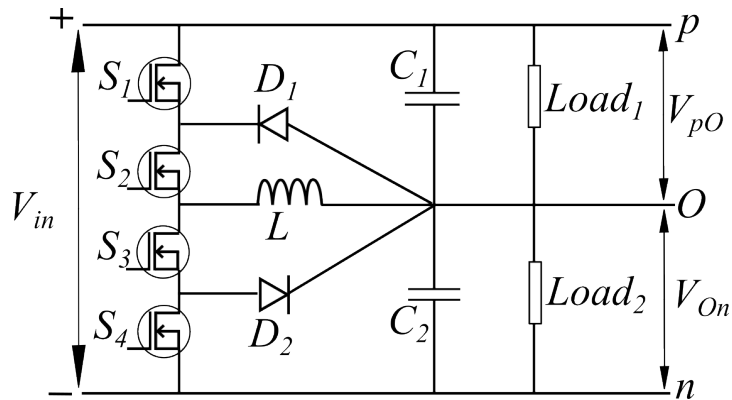 +
p
S1
D1
C1
Load1
VpO
S2
Vin
L
O
S3
D2
C2
Load2
VOn
S4
−
n